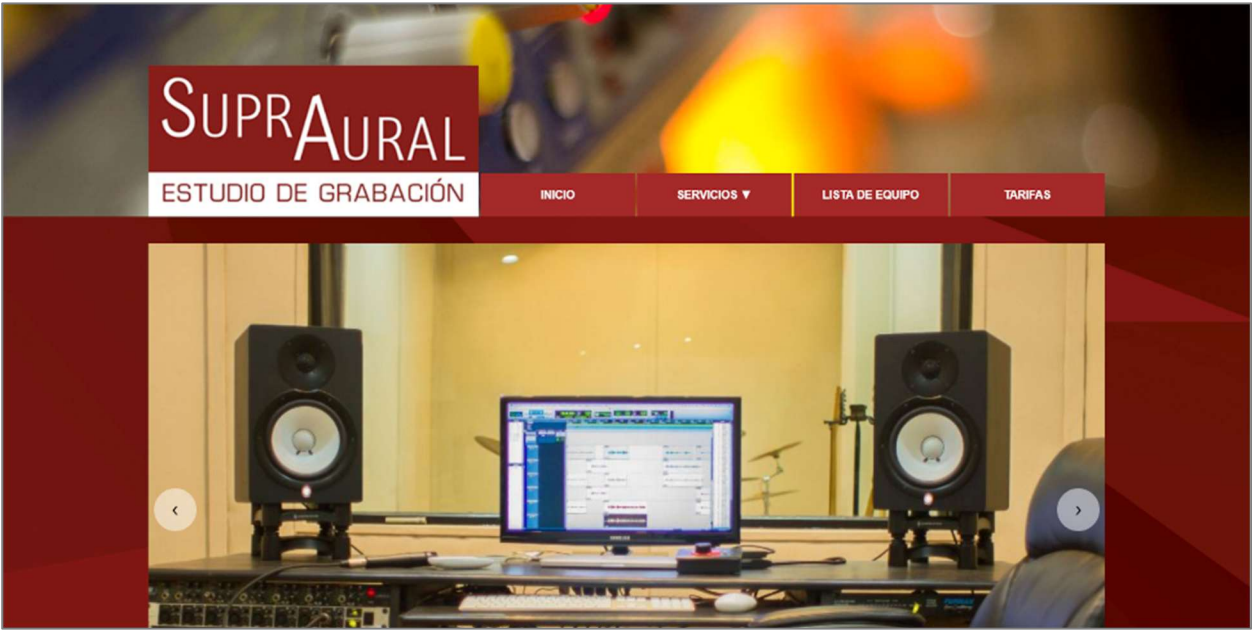 SUPRAURAL
ESTUDIO DE GRABACIÓN
INICIO
SERVICIOS ▼
LISTA DE EQUIPO
TARIFAS
‹
›